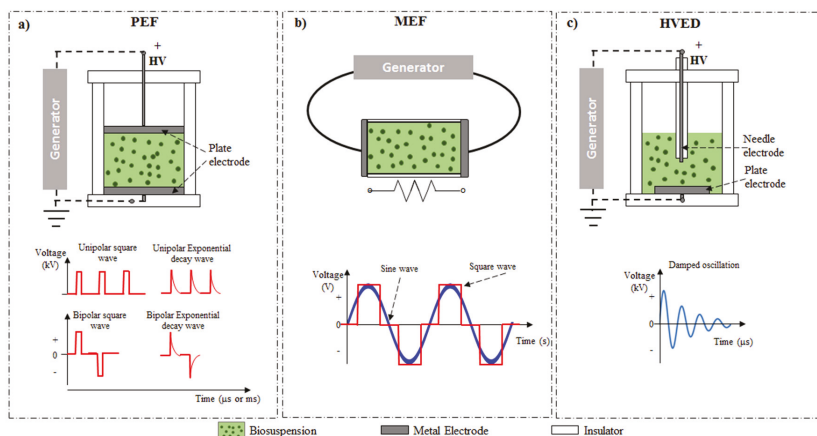 a)
PEF
+
HV
Generator
Plate
electrode
Voltage
(kV)
Unipolar square
wave
Unipolar Exponential
decay wave
Bipolar square
wave
Bipolar Exponential
decay wave
+
0
-
Time (µs or ms)
b)
MEF
Generator
Voltage
(V)
Sine wave
Square wave
+
0
-
Time (s)
c)
HVED
+
HV
Generator
Needle
electrode
Plate
electrode
Voltage
(kV)
Damped oscillation
+
0
-
Time (µs)
Biosuspension
Metal Electrode
Insulator